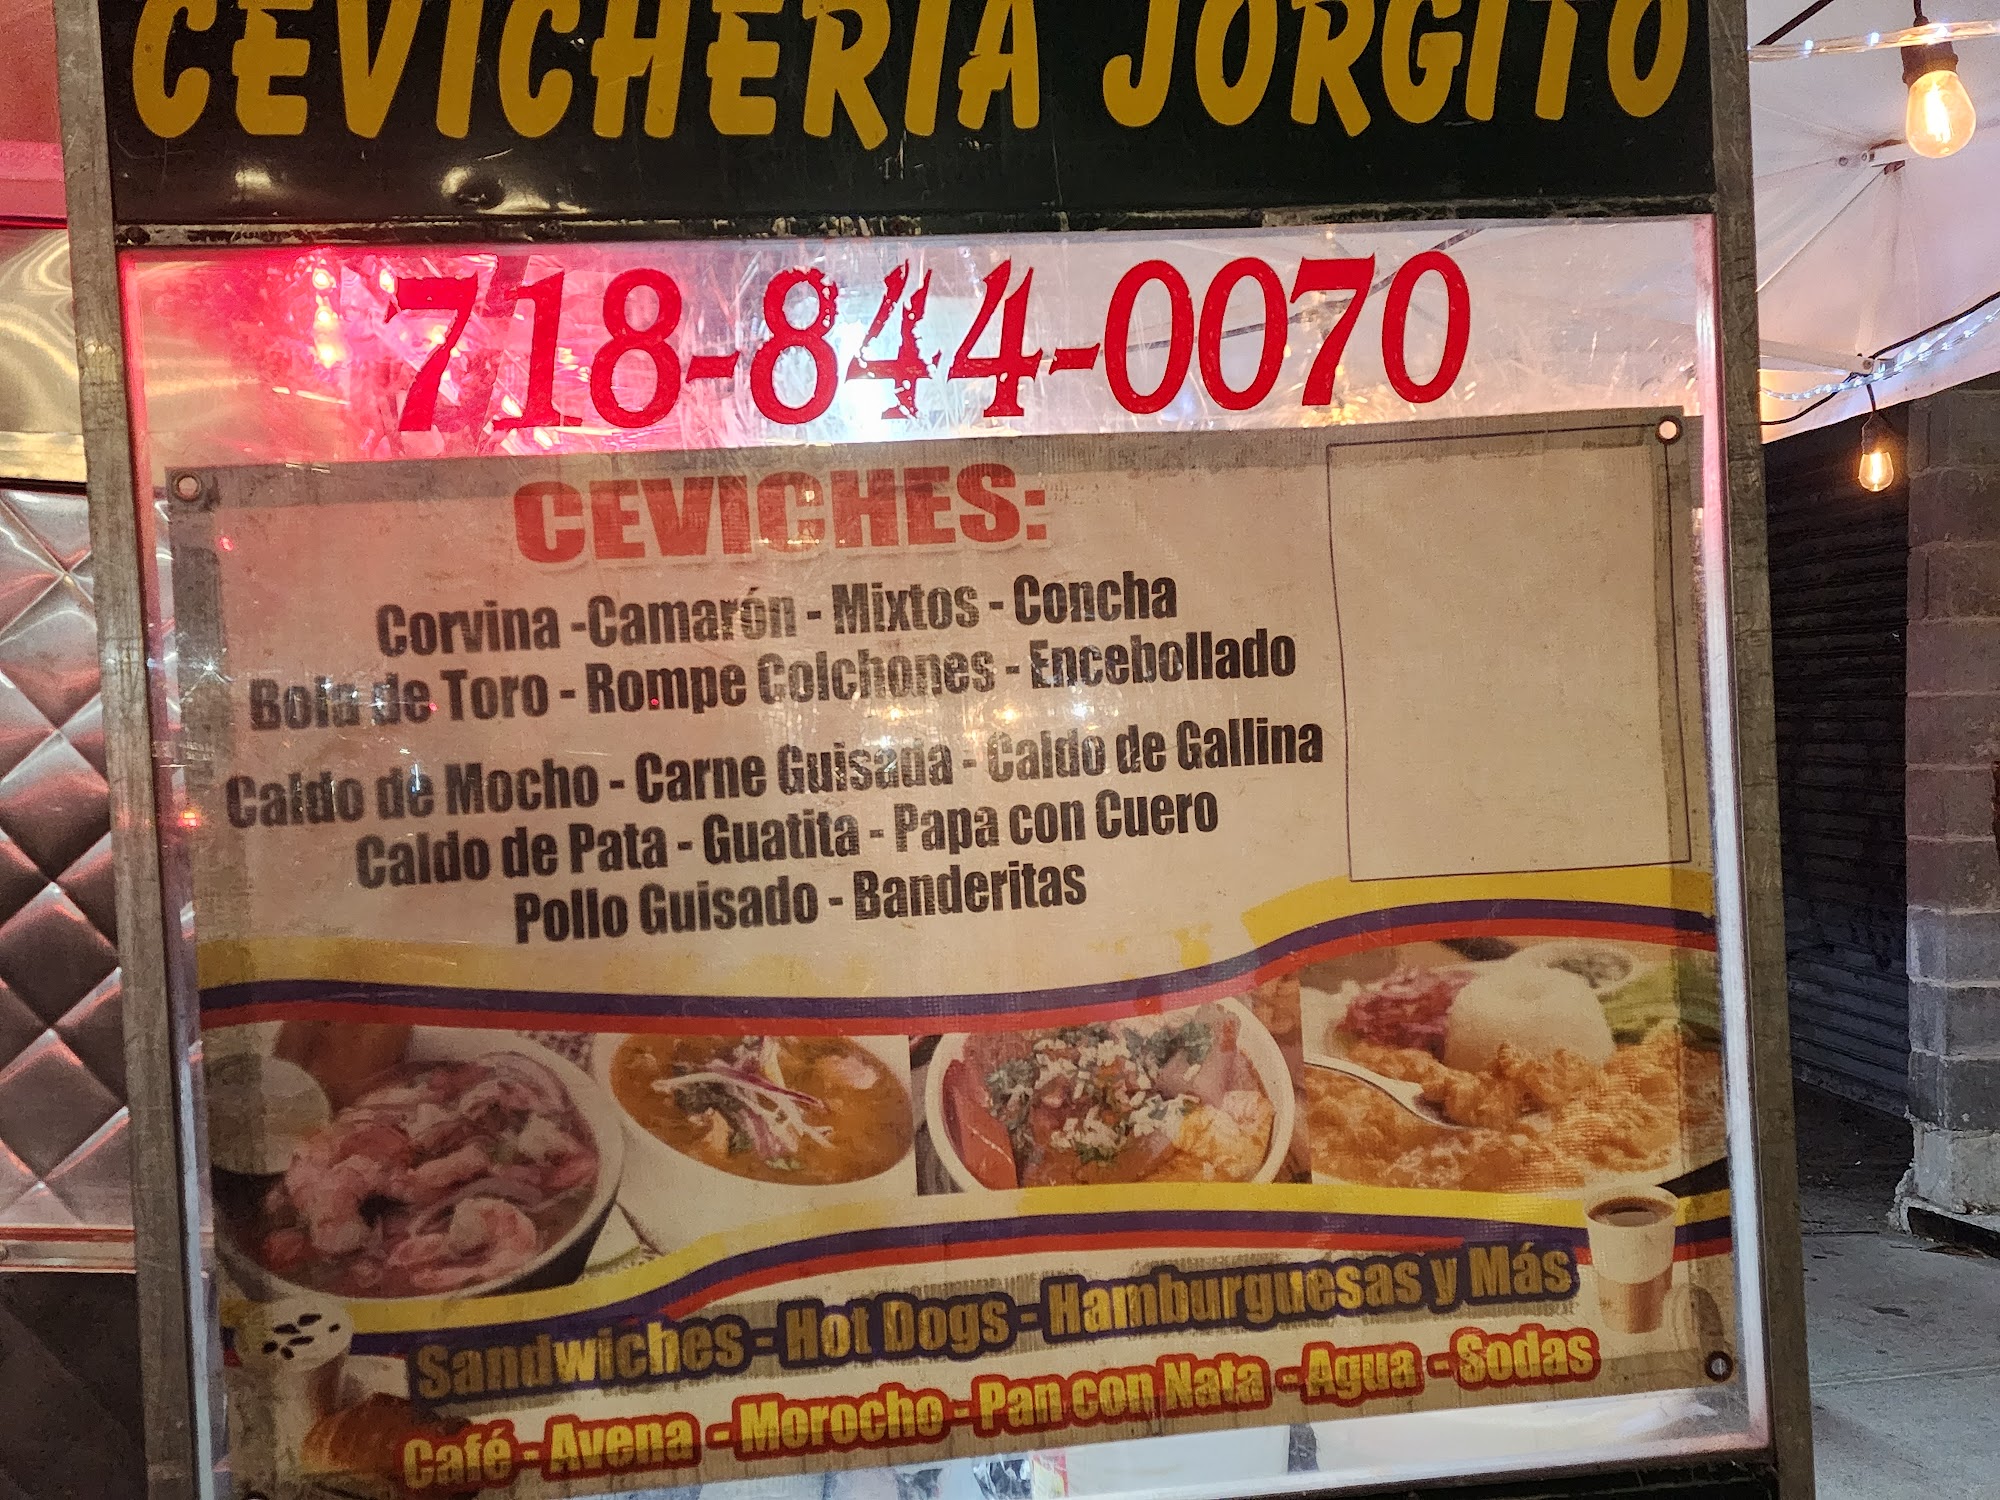 CEVICHERIA JORGITO
718-844-0070
CEVICHES:
Corvina -Camarón - Mixtos - Concha
Bola de Toro - Rompe Colchones - Encebollado
Caldo de Mocho - Carne Guisada - Caldo de Gallina
Caldo de Pata - Guatita - Papa con Cuero
Pollo Guisado - Banderitas
Sandwiches - Hot Dogs - Hamburguesas y Más
Café - Avena - Morocho - Pan con Nata - Agua - Sodas